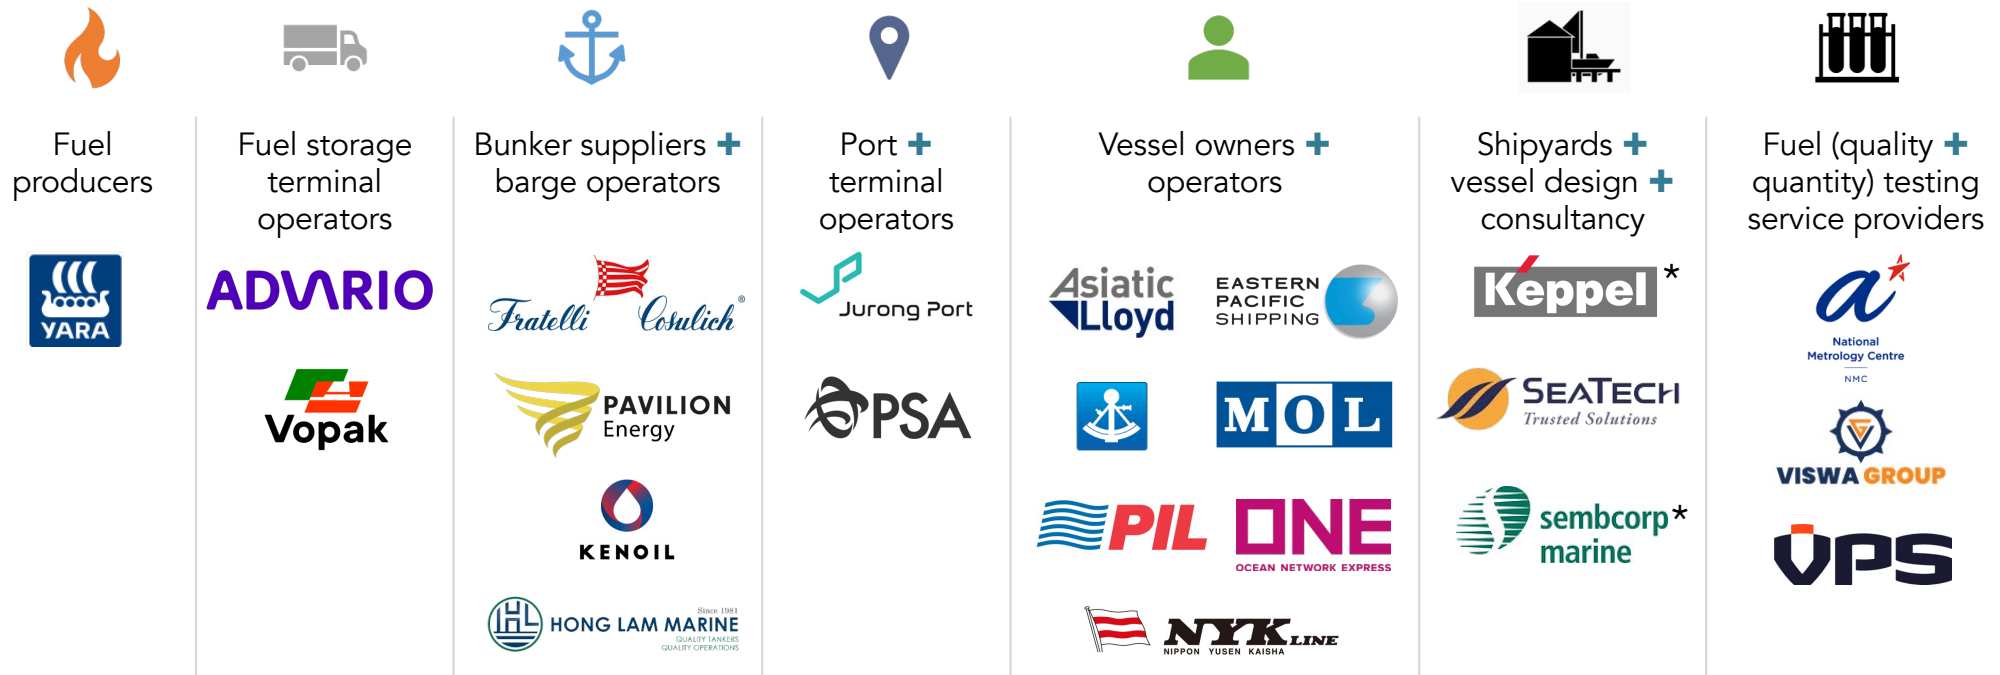 Fuel
producers
YARA
Fuel storage
terminal
operators
ADVARIO
Vopak
Bunker suppliers +
barge operators
Fratelli Cosulich ®
PAVILION
Energy
KENOIL
Since 1981
HONG LAM MARINE
QUALITY TANKERS
QUALITY OPERATIONS
Port +
terminal
operators
Jurong Port
PSA
Vessel owners +
operators
Asiatic
Lloyd
EASTERN
PACIFIC
SHIPPING
MOL
PIL
ONE
OCEAN NETWORK EXPRESS
NYK LINE
NIPPON YUSEN KAISHA
Shipyards +
vessel design +
consultancy
Keppel *
SEATECH
Trusted Solutions
sembcorp *
marine
Fuel (quality +
quantity) testing
service providers
National
Metrology Centre
NMC
VISWA GROUP
VPS